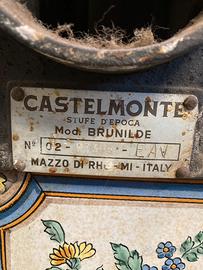 CASTELMONTE
STUFE D'EPOCA
Mod. BRUNILDE
Nº 02- - EAV
MAZZO DI RHO - MI - ITALY